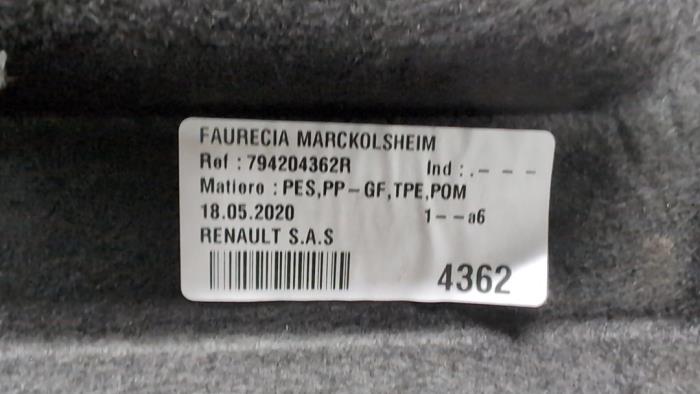 FAURECIA MARCKOLSHEIM
Ref : 794204362R Ind : . - - -
Matiere : PES,PP-GF,TPE,POM
18.05.2020 1--a6
RENAULT S.A.S
4362